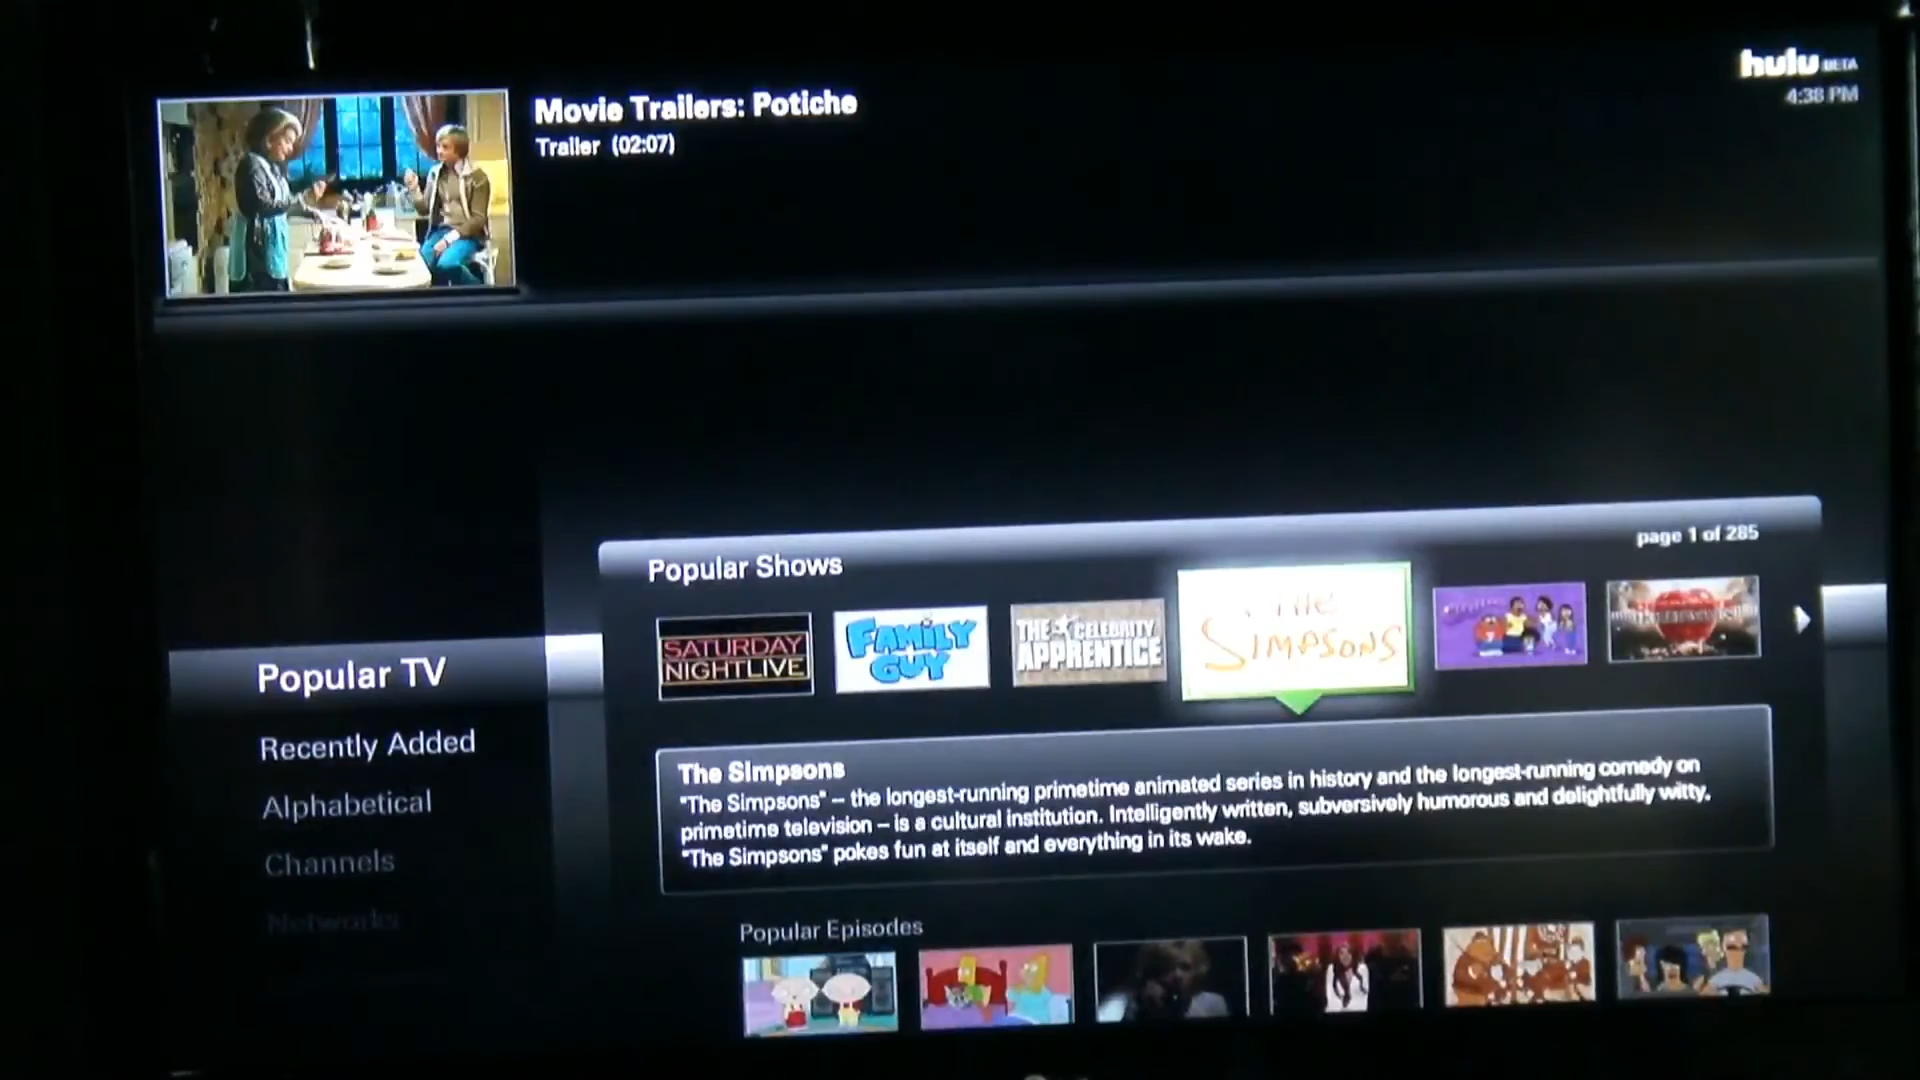 hulu BETA
4:38 PM
Movie Trailers: Potiche
Trailer (02:07)
page 1 of 285
Popular Shows
SATURDAY
NIGHT LIVE
FAMILY
GUY
THE CELEBRITY
APPRENTICE
THE
SIMPSONS
Popular TV
Recently Added
Alphabetical
Channels
Networks
The Simpsons
"The Simpsons" – the longest-running primetime animated series in history and the longest-running comedy on
primetime television – is a cultural institution. Intelligently written, subversively humorous and delightfully witty,
"The Simpsons" pokes fun at itself and everything in its wake.
Popular Episodes